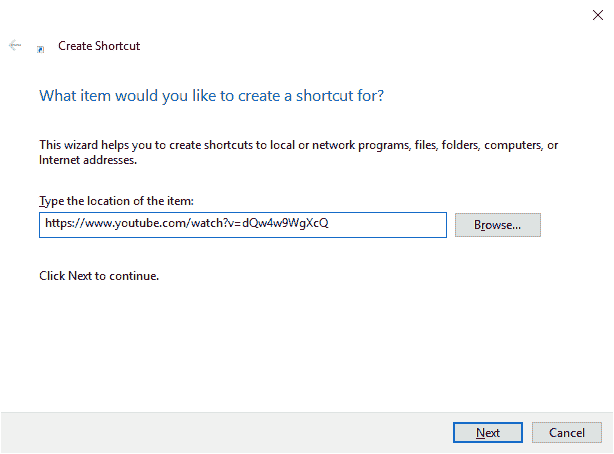 Create Shortcut
What item would you like to create a shortcut for?
This wizard helps you to create shortcuts to local or network programs, files, folders, computers, or
Internet addresses.
Type the location of the item:
https://www.youtube.com/watch?v=dQw4w9WgXcQ
Browse...
Click Next to continue.
Next
Cancel